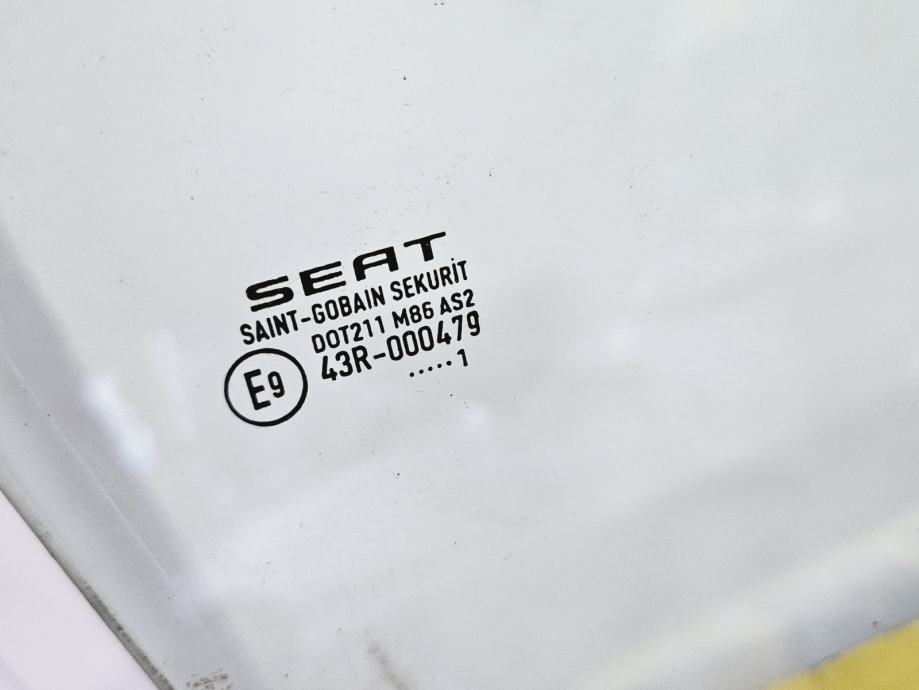 SEAT
SAINT-GOBAIN SEKURIT
DOT211 M86 AS2
43R-000479
E9
.....1